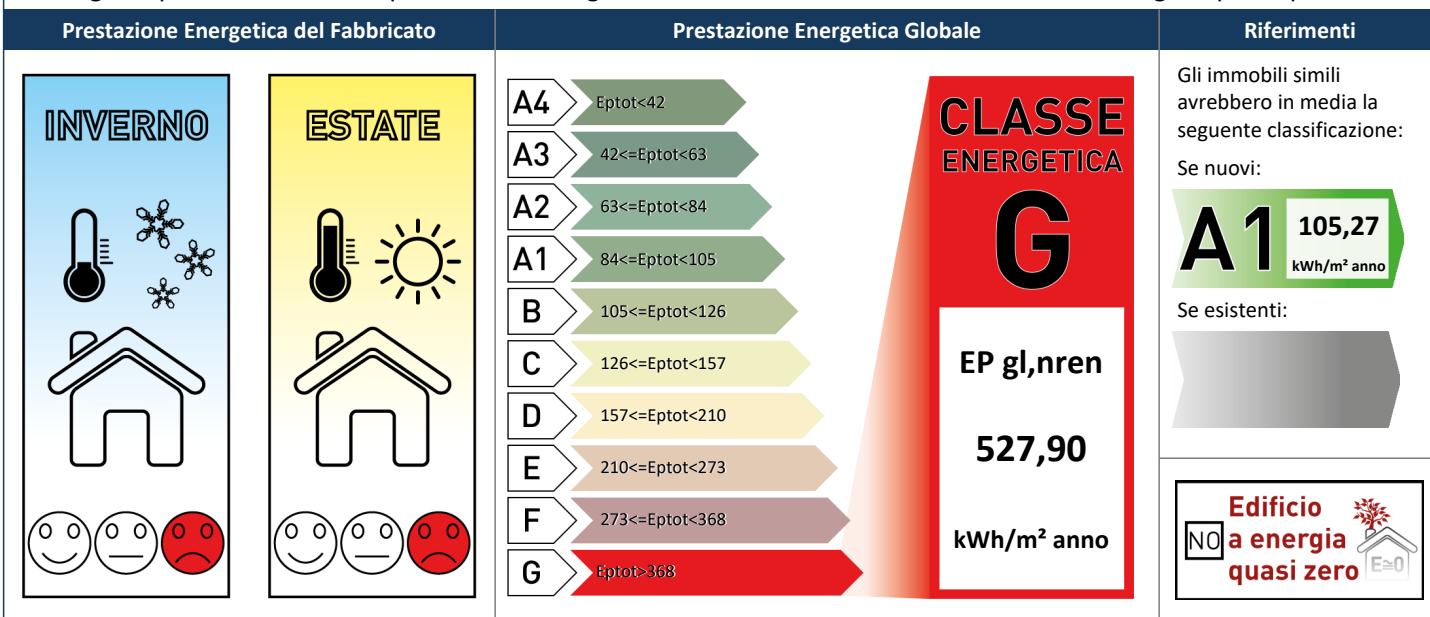 Prestazione Energetica del Fabbricato
Prestazione Energetica Globale
Riferimenti
INVERNO
ESTATE
A4
Eptot<42
A3
42<=Eptot<63
A2
63<=Eptot<84
A1
84<=Eptot<105
B
105<=Eptot<126
C
126<=Eptot<157
D
157<=Eptot<210
E
210<=Eptot<273
F
273<=Eptot<368
G
Eptot>368
CLASSE
ENERGETICA
G
EP gl,nren
527,90
kWh/m² anno
Gli immobili simili
avrebbero in media la
seguente classificazione:
Se nuovi:
A1
105,27
kWh/m² anno
Se esistenti:
Edificio
NO a energia
quasi zero
E≅0